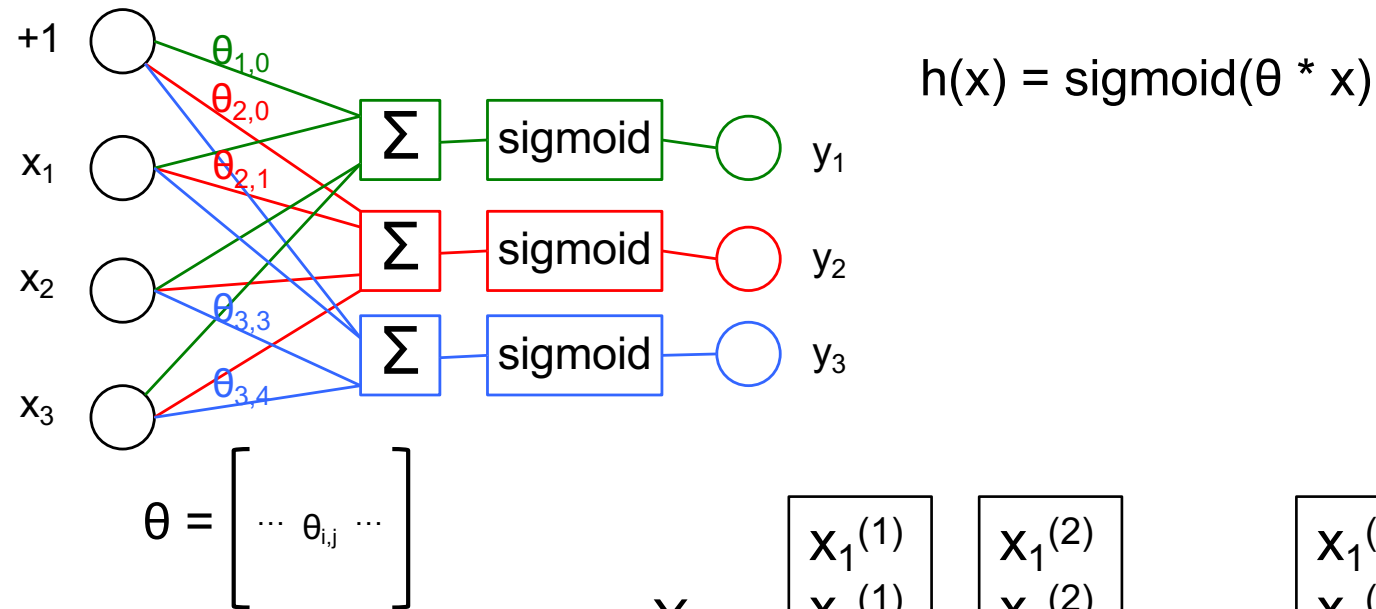 +1
θ1,0
h(x) = sigmoid(θ * x)
θ2,0
Σ sigmoid y1
x1
θ2,1
Σ sigmoid y2
x2
θ3,3
Σ sigmoid y3
θ3,4
x3
θ = [ ... θi,j ... ]
x1(1) x1(2) x1(